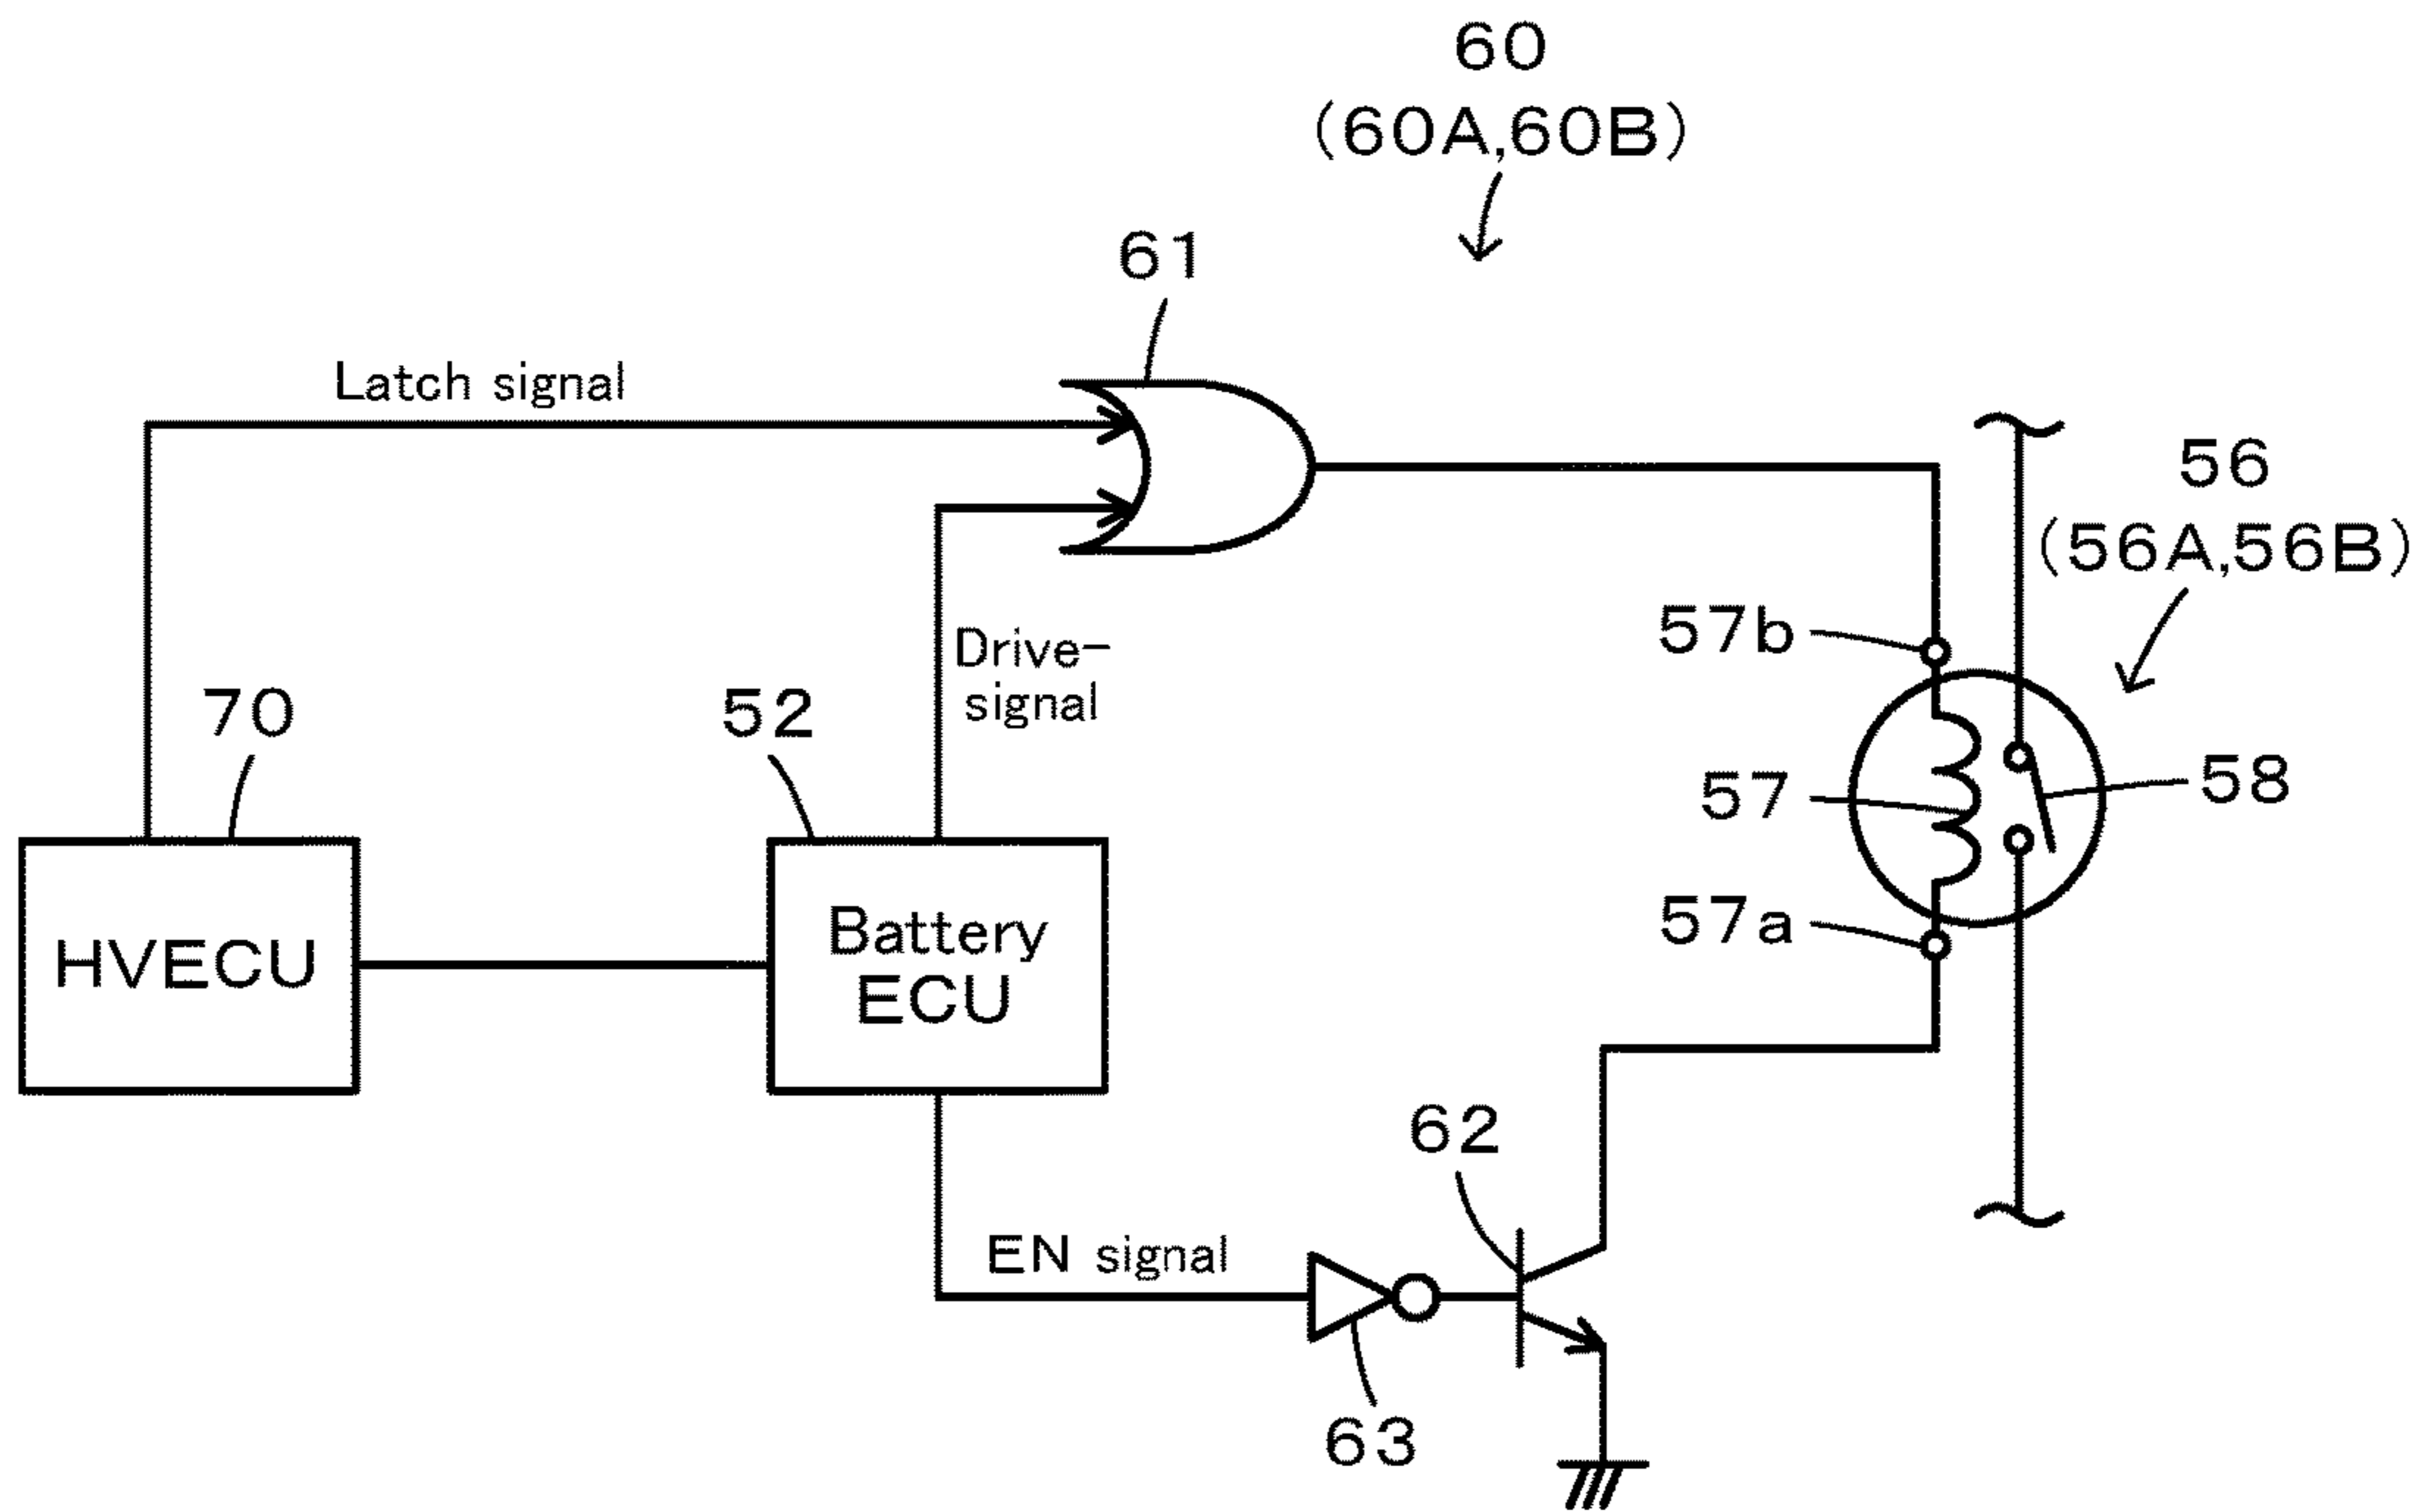 60
(60A,60B)
61
Latch signal
56
(56A,56B)
57b
Drive-
signal
70
52
57
58
57a
HVECU
Battery
ECU
62
EN signal
63